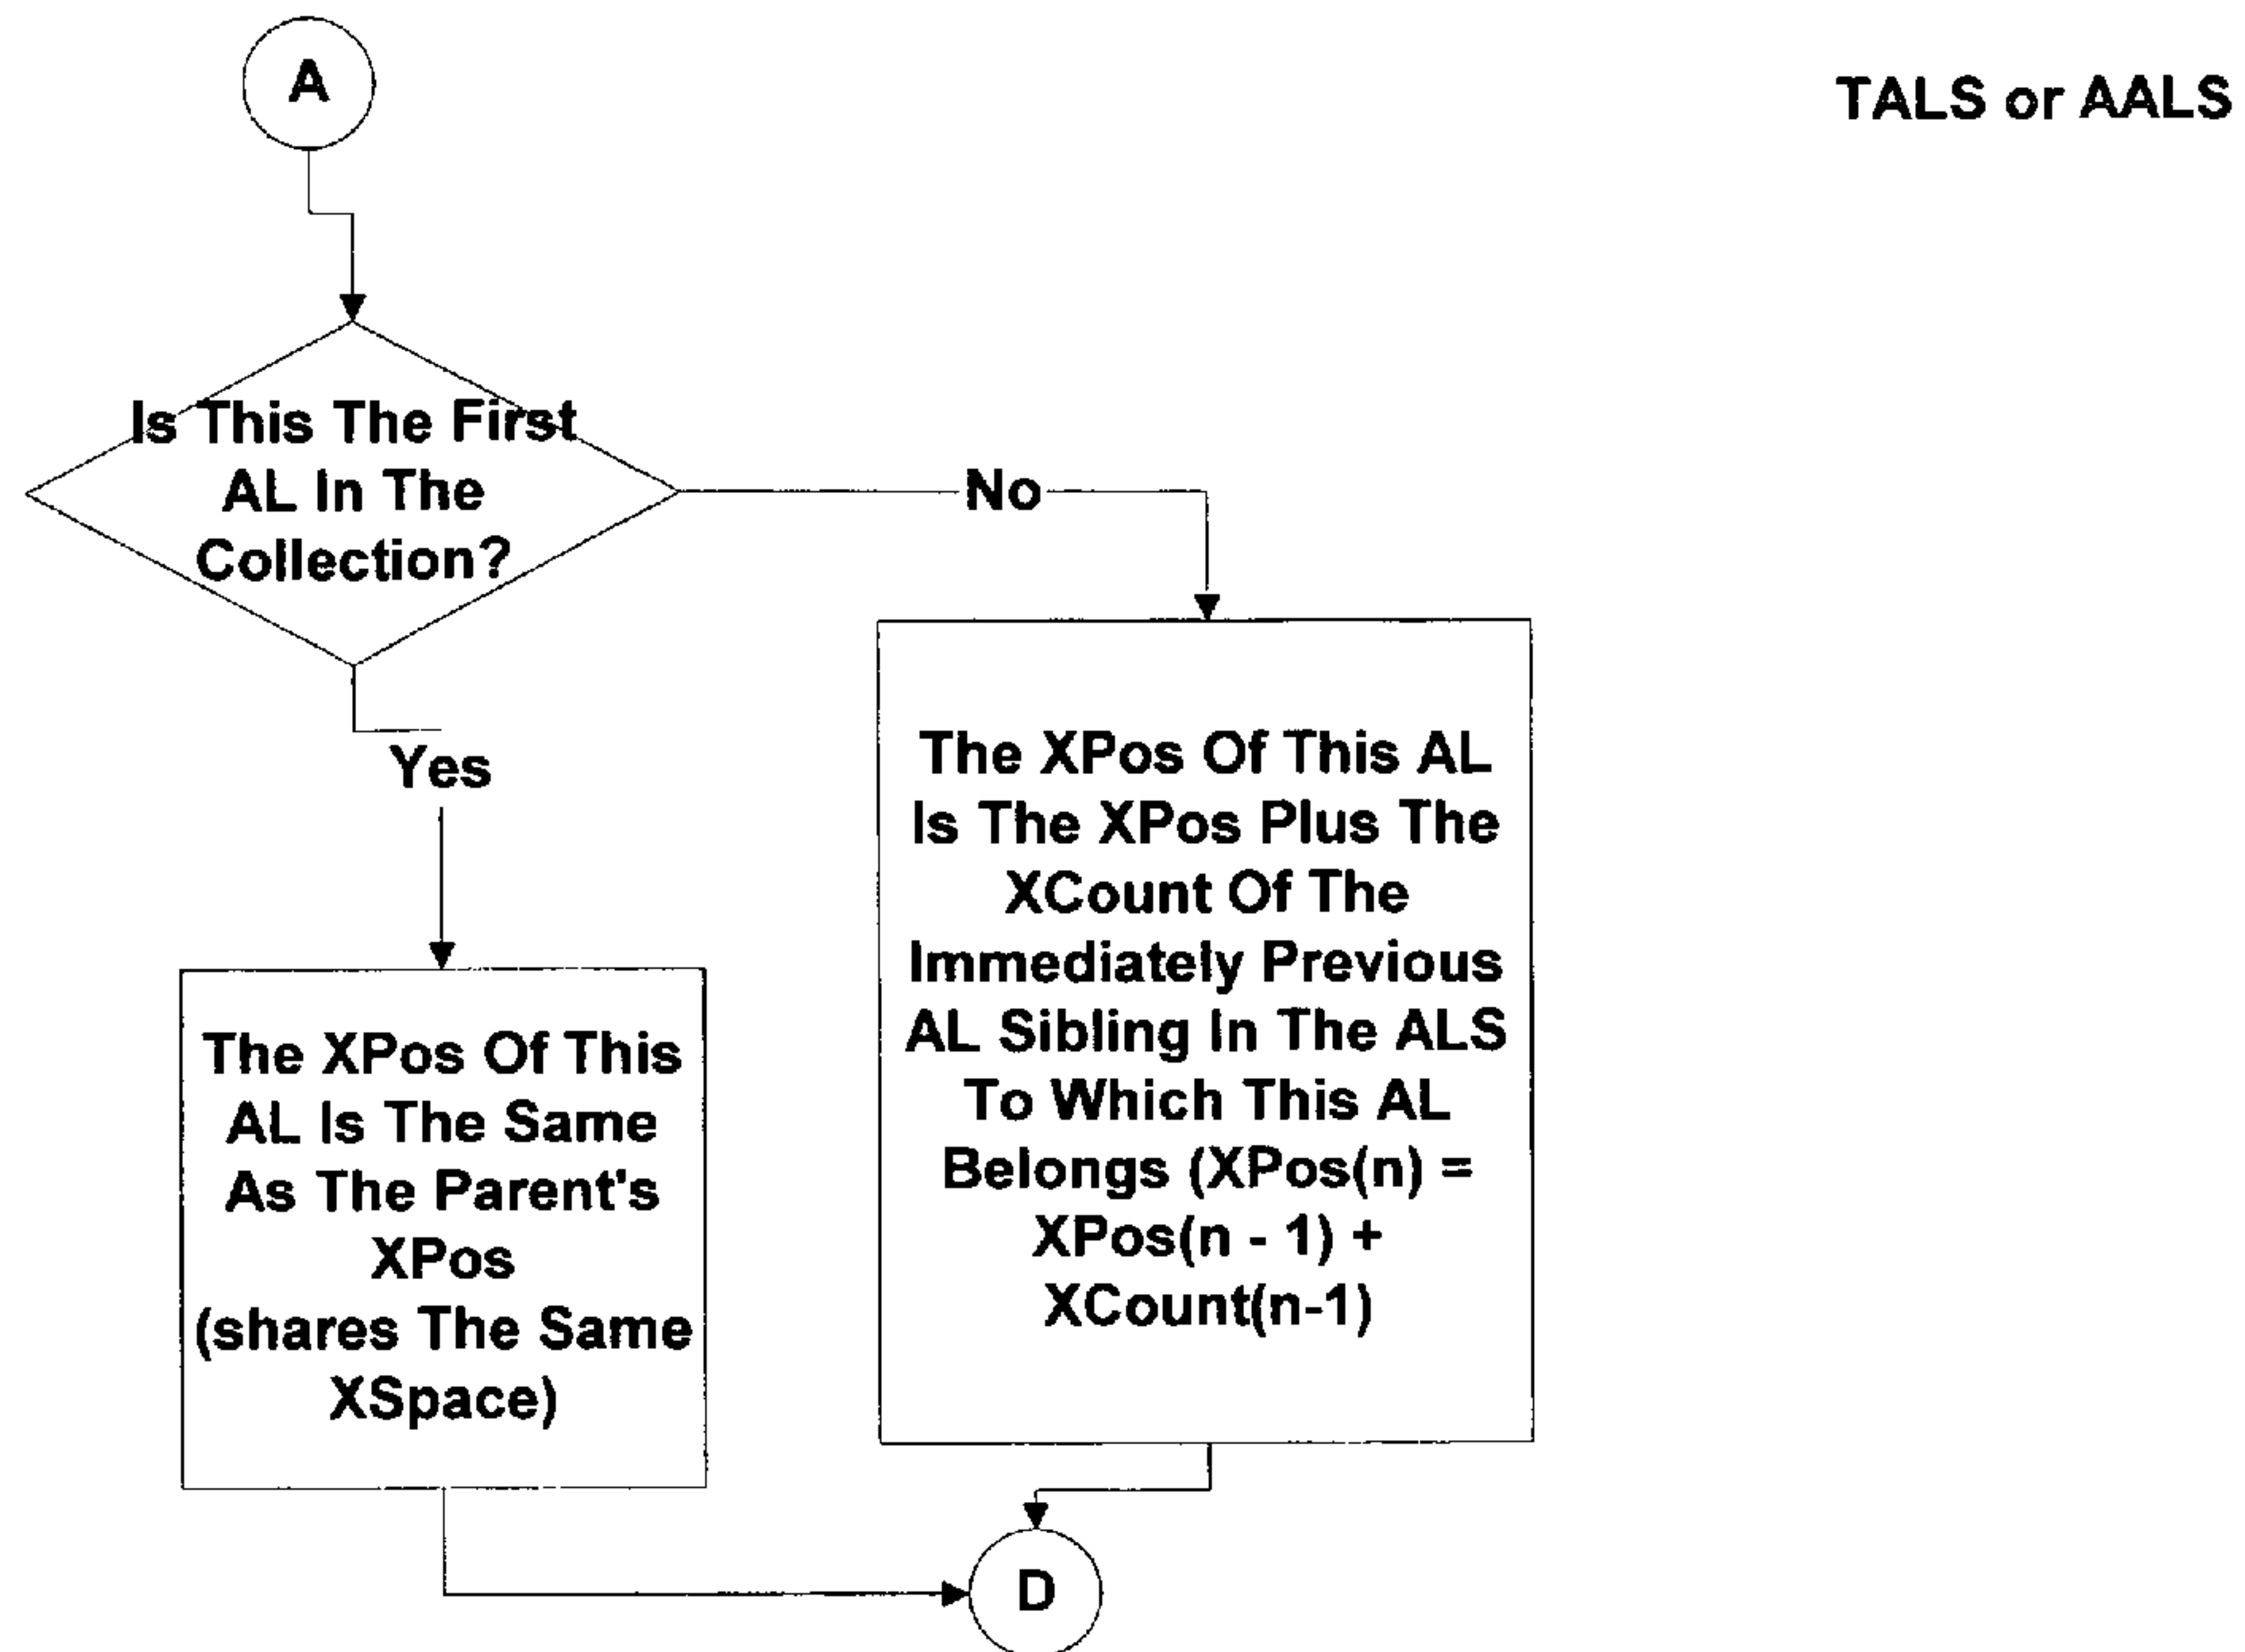 A
TALS or AALS
Is This The First
AL In The
Collection?
No
Yes
The XPos Of This AL
Is The XPos Plus The
XCount Of The
Immediately Previous
AL Sibling In The ALS
To Which This AL
Belongs (XPos(n) =
XPos(n - 1) +
XCount(n-1)
The XPos Of This
AL Is The Same
As The Parent's
XPos
(shares The Same
XSpace)
D